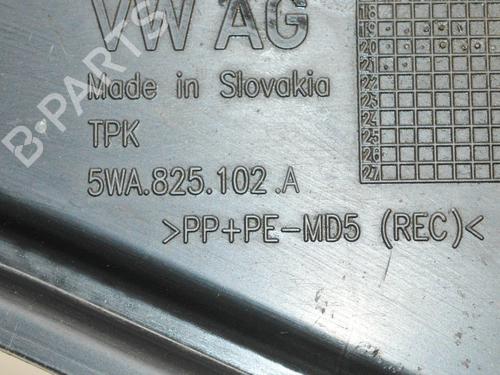 VW AG
Made in Slovakia
TPK
5WA.825.102.A
>PP+PE-MD5 (REC)<
18
19
20
21
22
23
24
25
26
27
B-PARTS